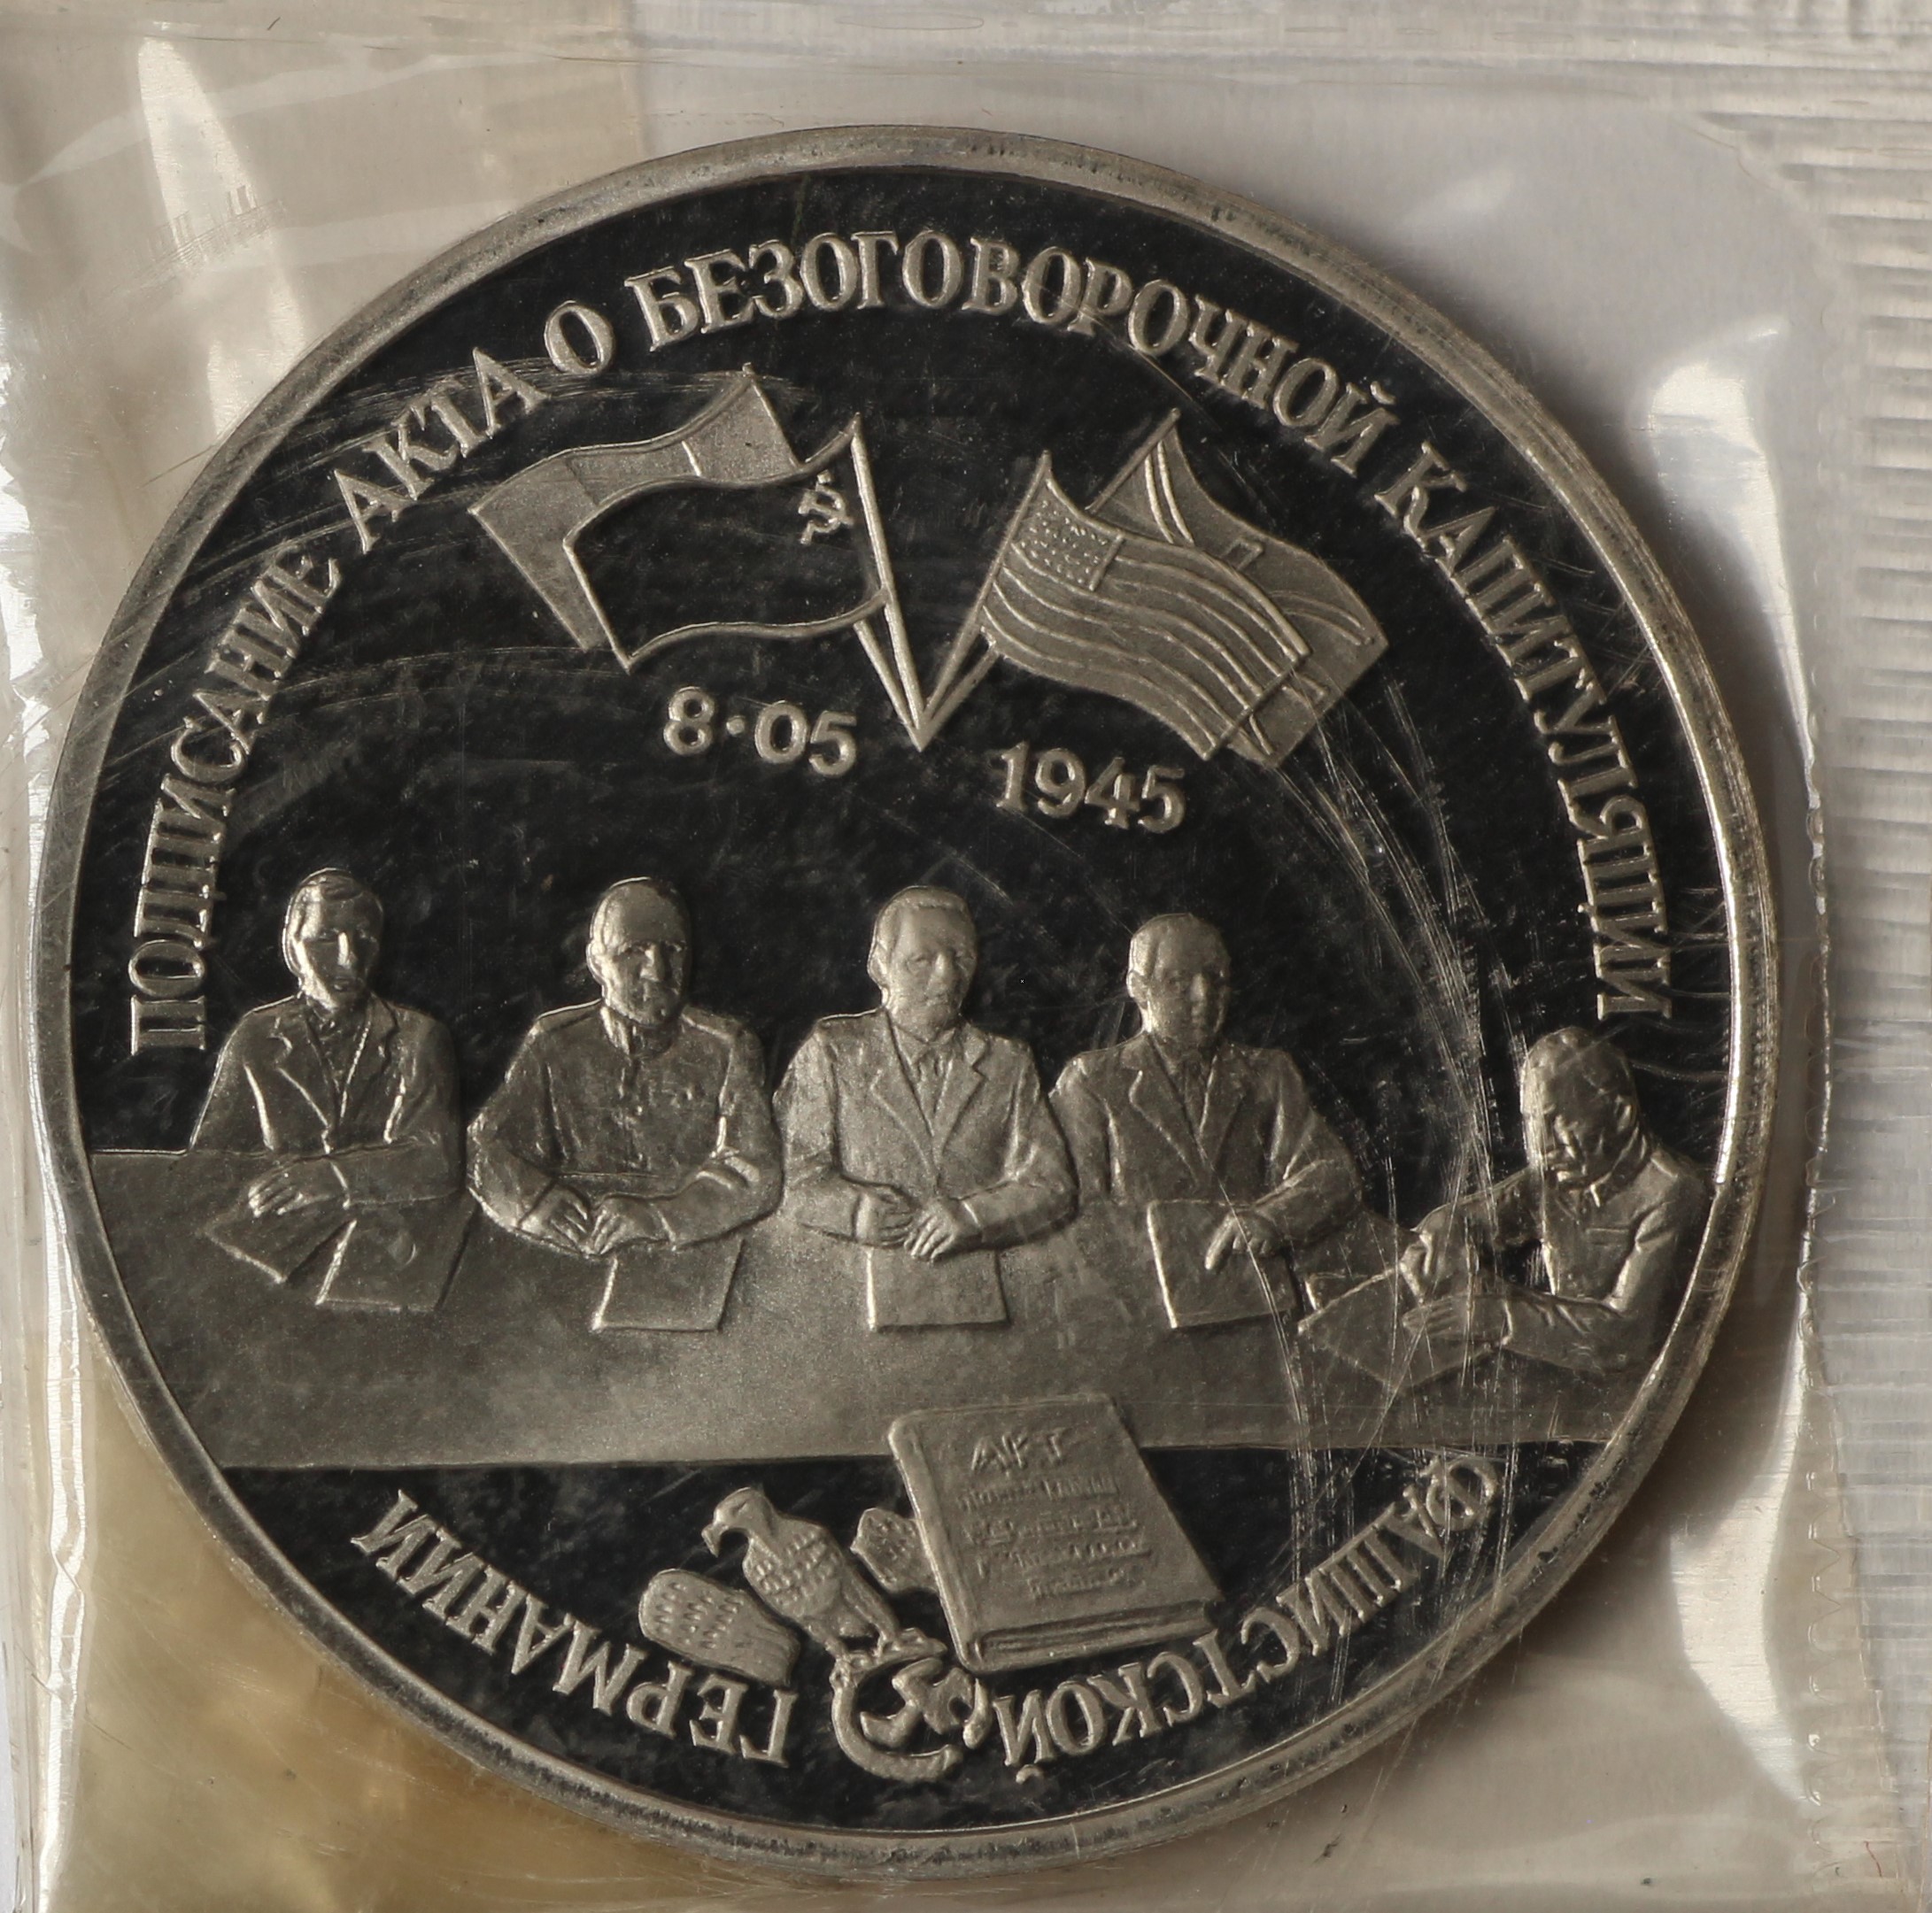 ПОДПИСАНИЕ АКТА О БЕЗОГОВОРОЧНОЙ КАПИТУЛЯЦИИ
8·05 1945
АКТ
ФАШИСТСКОЙ ГЕРМАНИИ